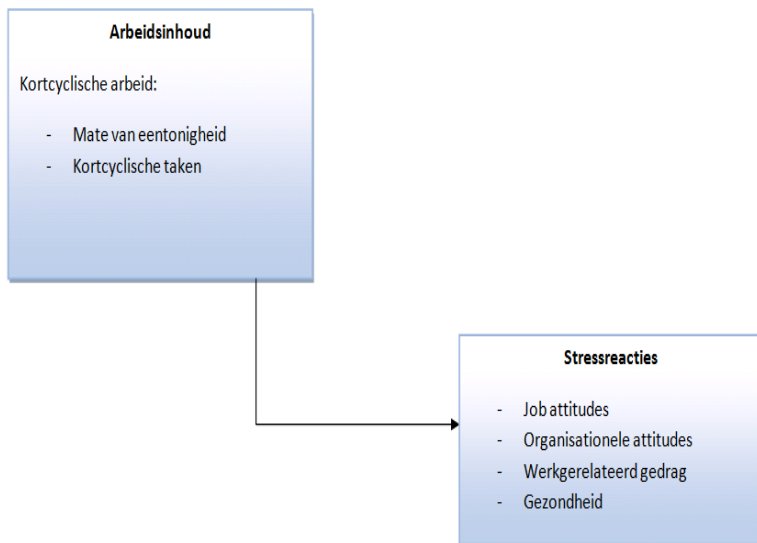 Arbeidsinhoud
Kortcyclische arbeid:
- Mate van eentonigheid
- Kortcyclische taken
Stressreacties
- Job attitudes
- Organisationele attitudes
- Werkgerelateerd gedrag
- Gezondheid